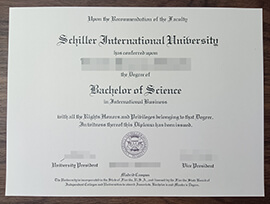 Upon the Recommendation of the Faculty
Schiller International University
has conferred upon
the Degree of
Bachelor of Science
in International Business
with all the Rights Honors and Privileges belonging to that Degree.
In witness thereof this Diploma has been issued.
University President
Vice President
Madrid Campus